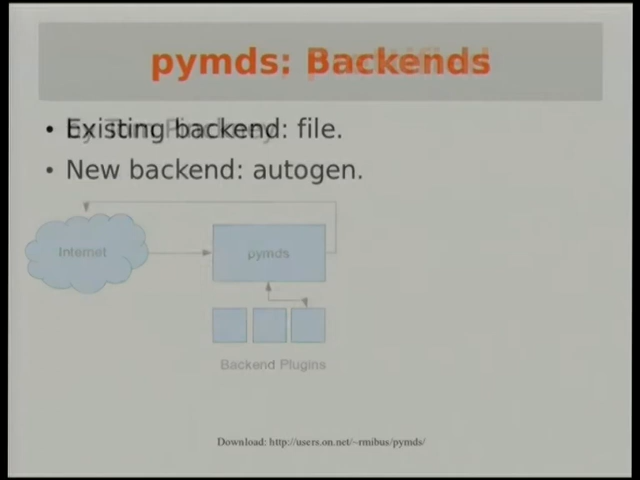 pymds: Backends
• Existing backend: file.
• New backend: autogen.
Internet
pymds
Backend Plugins
Download: http://users.on.net/~rmibus/pymds/